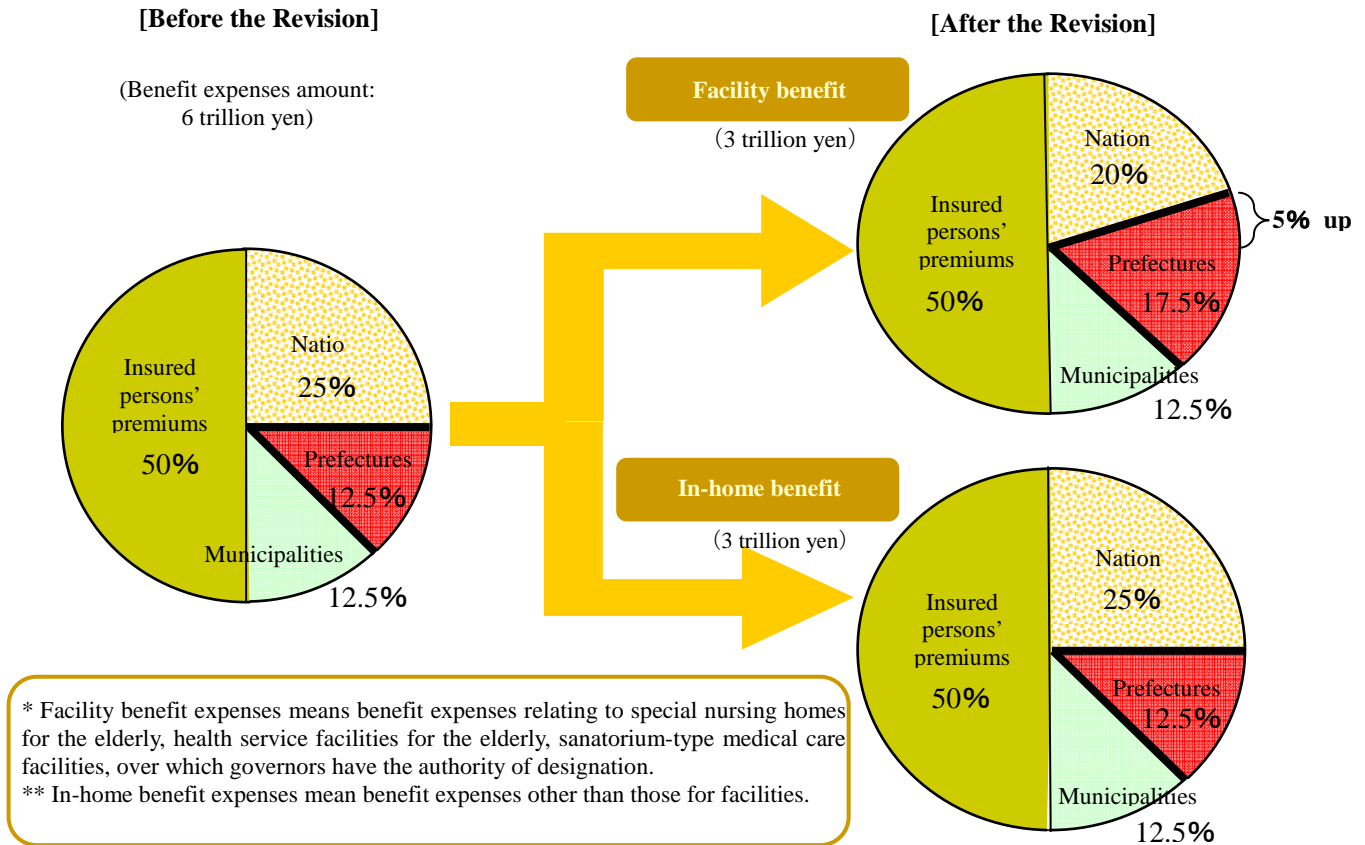 [Before the Revision]
(Benefit expenses amount:
6 trillion yen)
Insured
persons’
premiums
50%
Natio
25%
Prefectures
12.5%
Municipalities
12.5%
[After the Revision]
Facility benefit
(3 trillion yen)
Insured
persons’
premiums
50%
Nation
20%
5% up
Prefectures
17.5%
Municipalities
12.5%
In-home benefit
(3 trillion yen)
Insured
persons’
premiums
50%
Nation
25%
Prefectures
12.5%
Municipalities
12.5%
* Facility benefit expenses means benefit expenses relating to special nursing homes
for the elderly, health service facilities for the elderly, sanatorium-type medical care
facilities, over which governors have the authority of designation.
** In-home benefit expenses mean benefit expenses other than those for facilities.